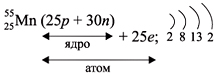 ⁵⁵₂₅Mn (25p + 30n) + 25e;
2 8 13 2
ядро
атом